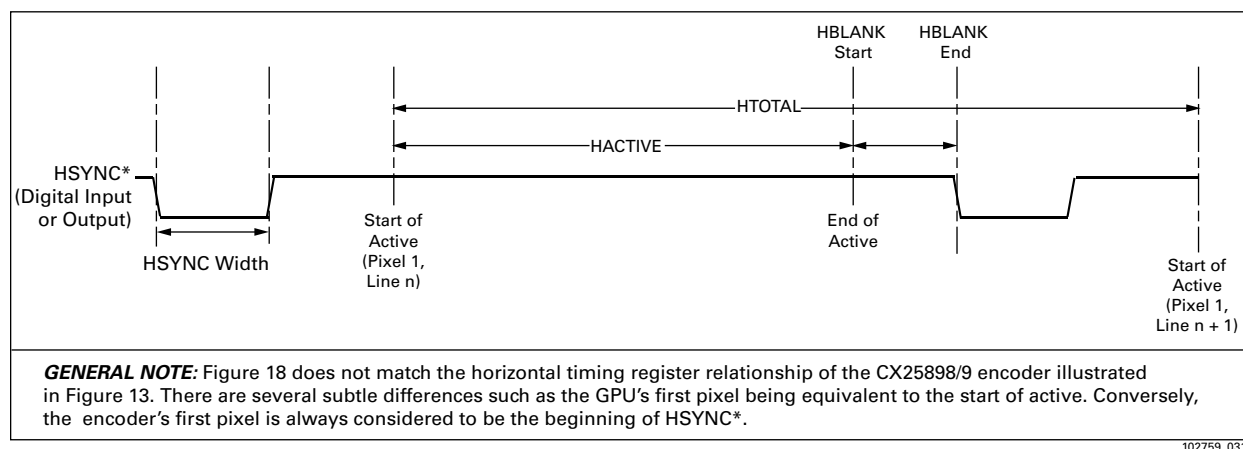 HBLANK
Start
HBLANK
End
HTOTAL
HACTIVE
HSYNC*
(Digital Input
or Output)
HSYNC Width
Start of
Active
(Pixel 1,
Line n)
End of
Active
Start of
Active
(Pixel 1,
Line n + 1)
GENERAL NOTE: Figure 18 does not match the horizontal timing register relationship of the CX25898/9 encoder illustrated
in Figure 13. There are several subtle differences such as the GPU's first pixel being equivalent to the start of active. Conversely,
the encoder's first pixel is always considered to be the beginning of HSYNC*.
102759_031